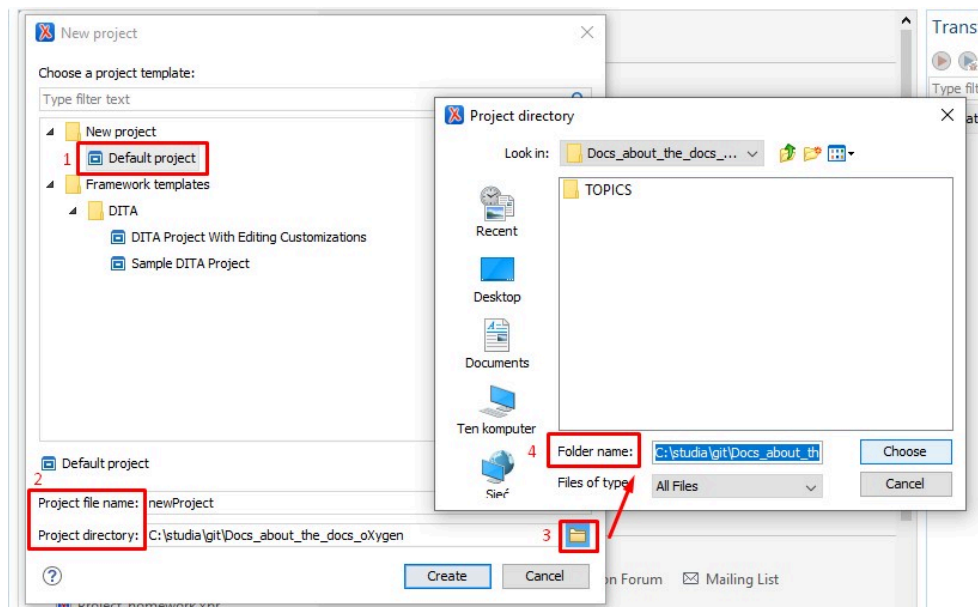 New project
Choose a project template:
Type filter text
New project
1 Default project
Framework templates
DITA
DITA Project With Editing Customizations
Sample DITA Project
Default project
2
Project file name: newProject
Project directory: C:\studia\git\Docs_about_the_docs_oXygen 3
Create Cancel
Project directory
Look in: Docs_about_the_docs_...
TOPICS
Recent
Desktop
Documents
Ten komputer
Sieć
4 Folder name: C:\studia\git\Docs_about_th Choose
Files of type: All Files Cancel
Trans
Type filt
at
on Forum Mailing List
Project_homework.xpr